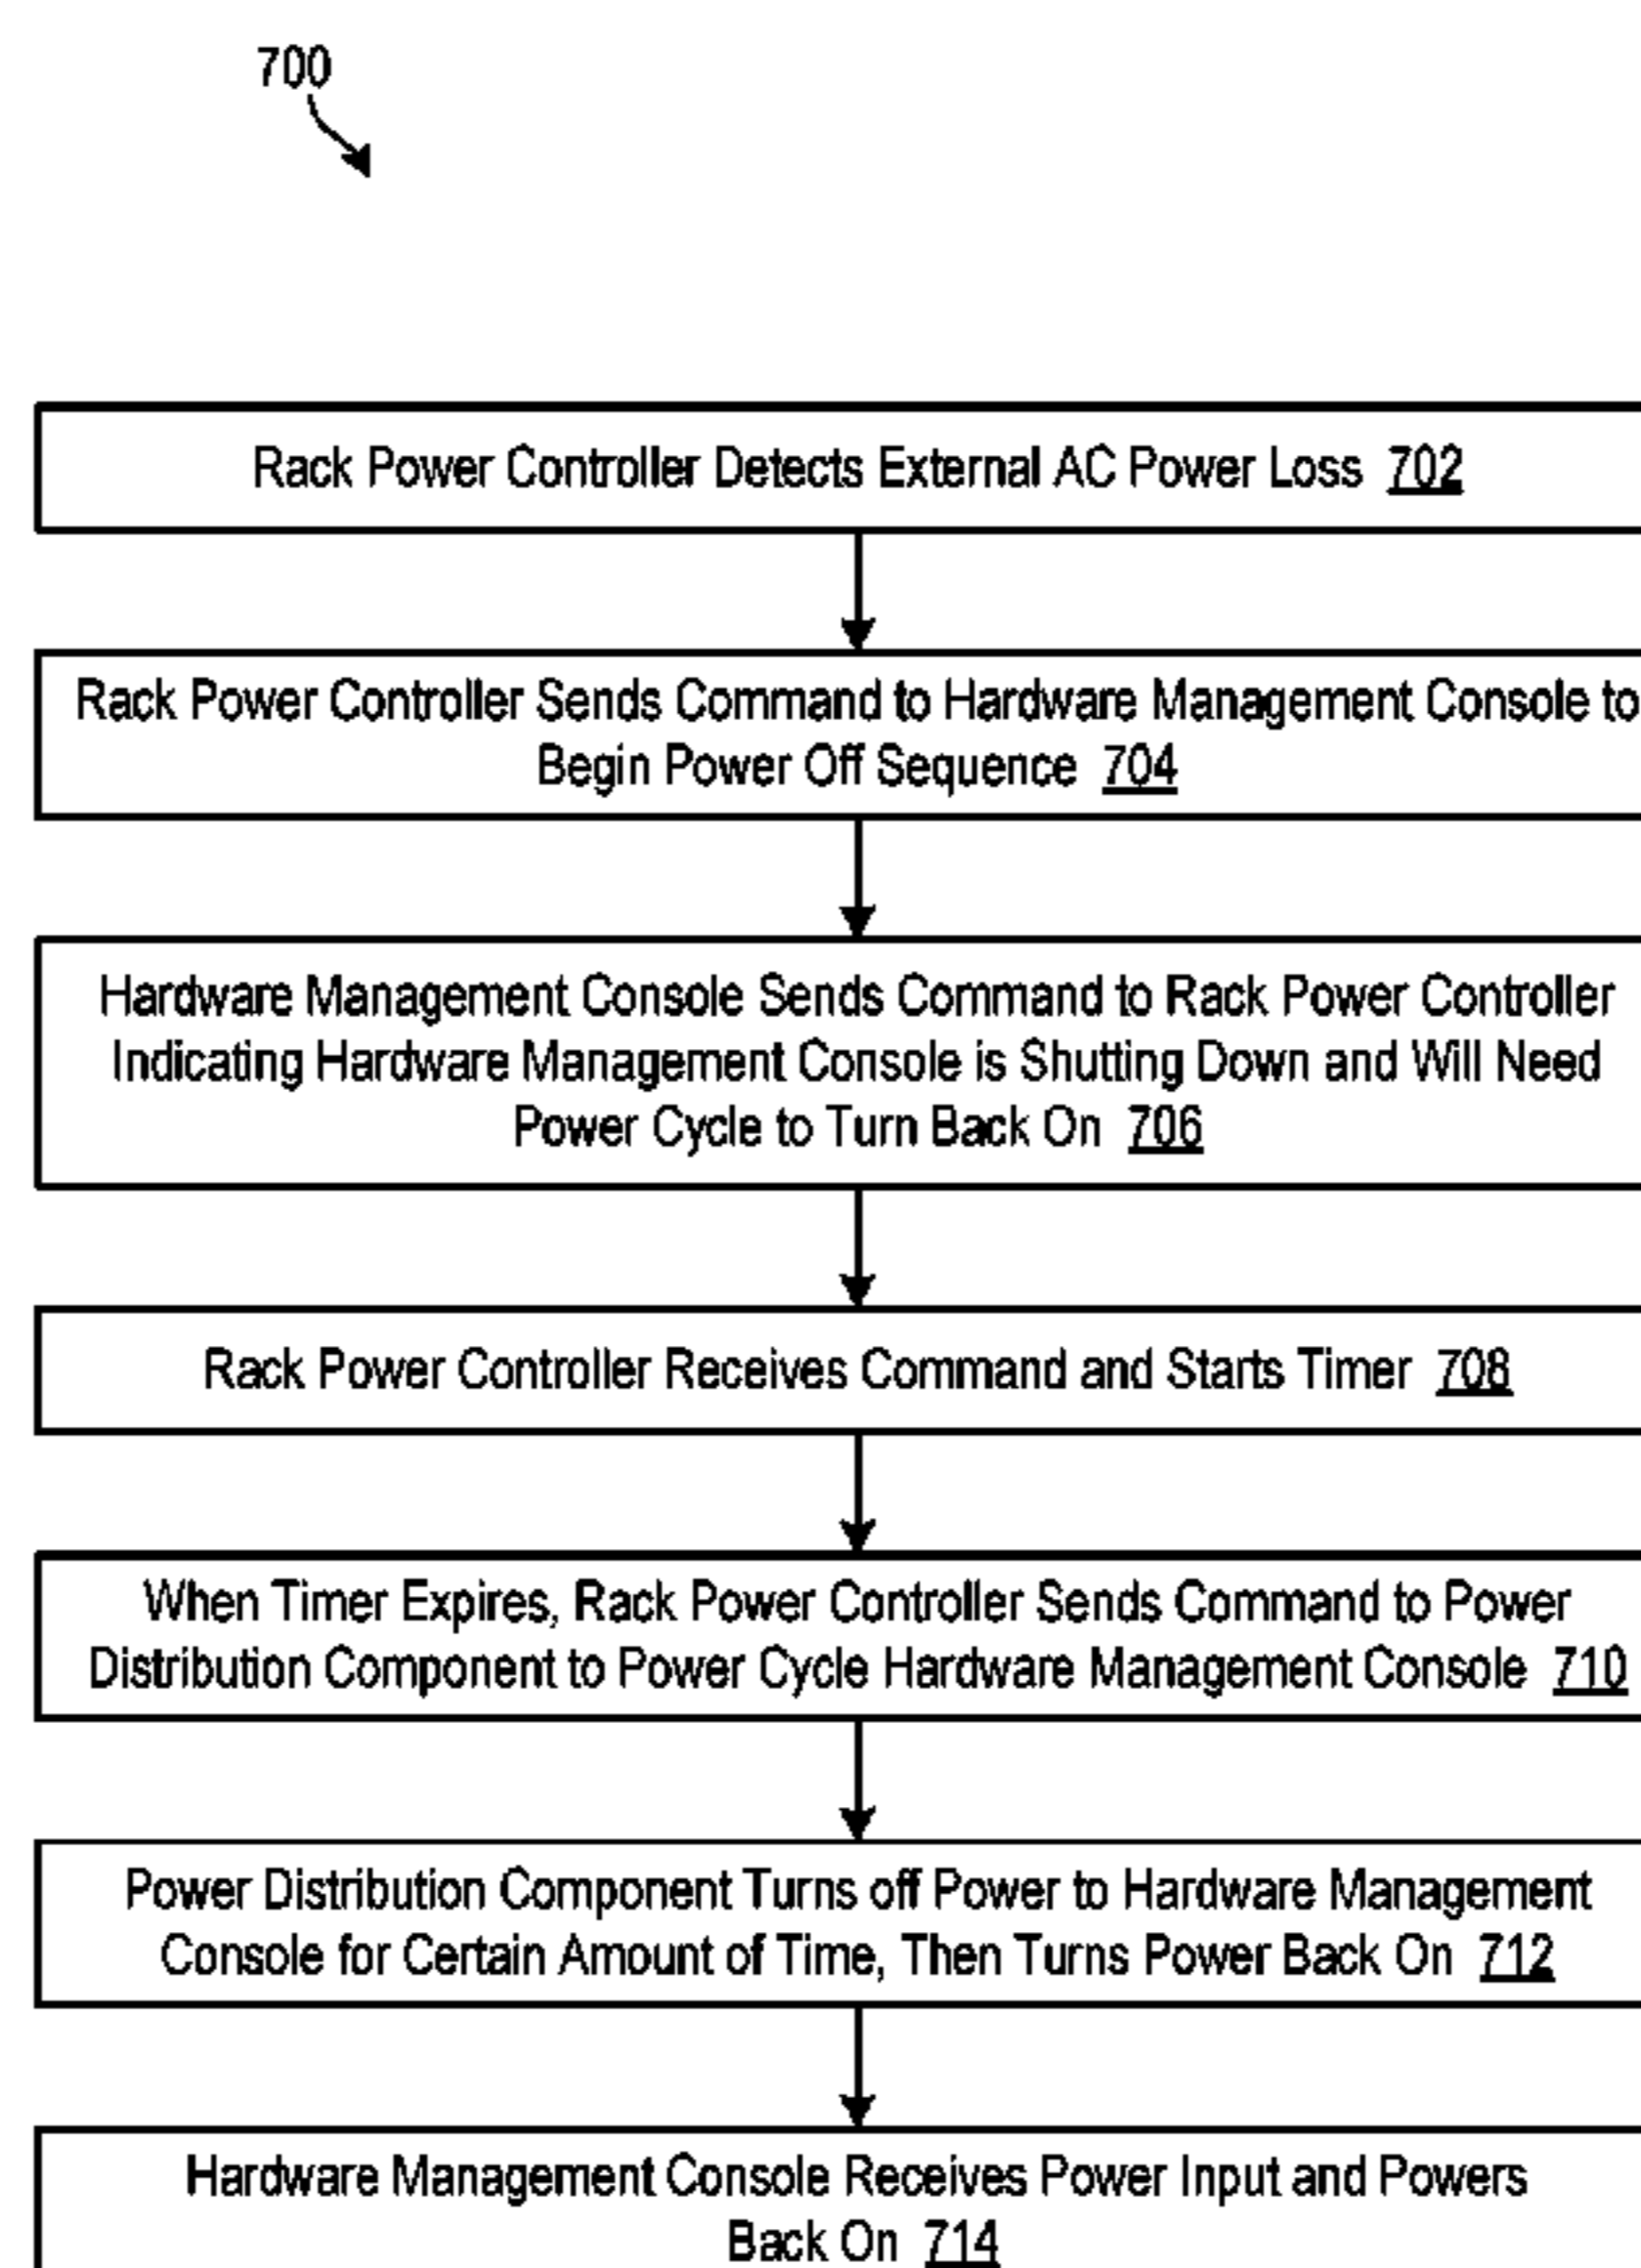 700
Rack Power Controller Detects External AC Power Loss 702
Rack Power Controller Sends Command to Hardware Management Console to
Begin Power Off Sequence 704
Hardware Management Console Sends Command to Rack Power Controller
Indicating Hardware Management Console is Shutting Down and Will Need
Power Cycle to Turn Back On 706
Rack Power Controller Receives Command and Starts Timer 708
When Timer Expires, Rack Power Controller Sends Command to Power
Distribution Component to Power Cycle Hardware Management Console 710
Power Distribution Component Turns off Power to Hardware Management
Console for Certain Amount of Time, Then Turns Power Back On 712
Hardware Management Console Receives Power Input and Powers
Back On 714